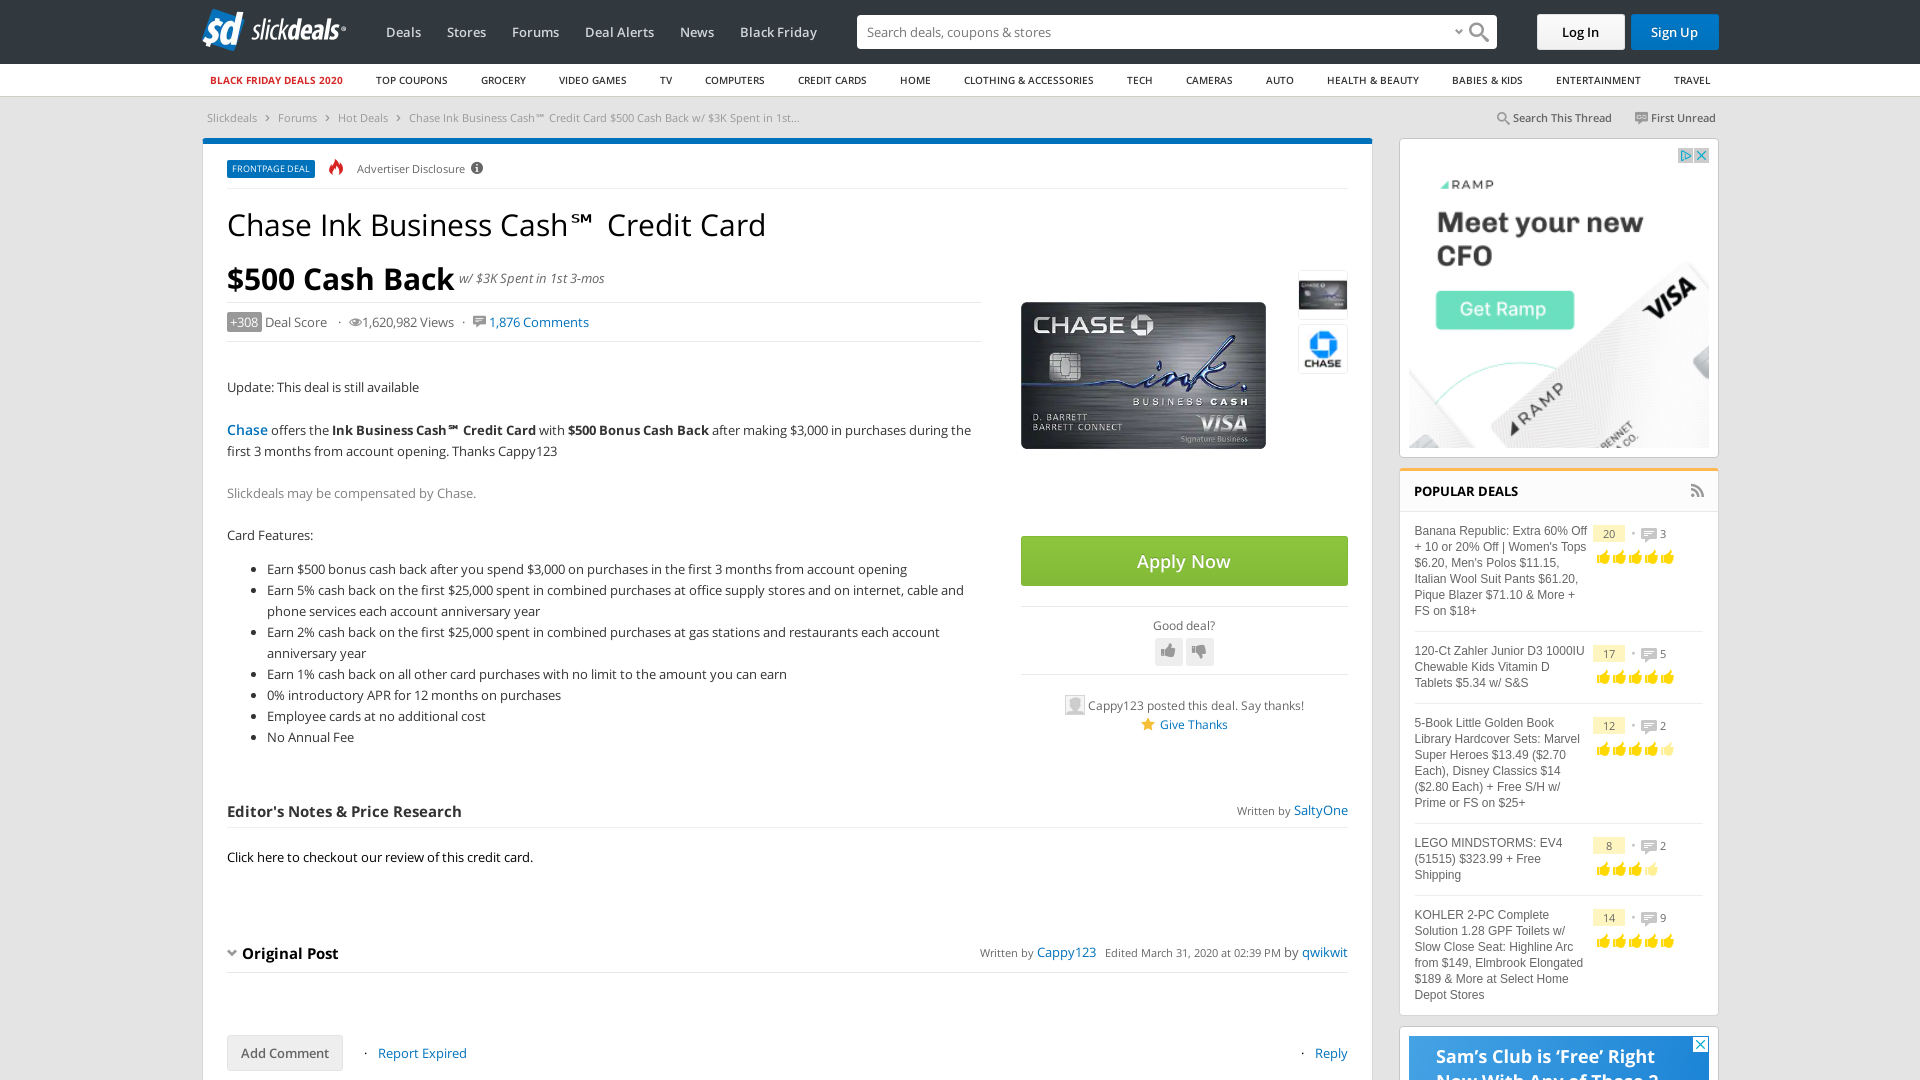 slickdeals
Deals Stores Forums Deal Alerts News Black Friday
Search deals, coupons & stores
Log In
Sign Up
BLACK FRIDAY DEALS 2020 TOP COUPONS GROCERY VIDEO GAMES TV COMPUTERS CREDIT CARDS HOME CLOTHING & ACCESSORIES TECH CAMERAS AUTO HEALTH & BEAUTY BABIES & KIDS ENTERTAINMENT TRAVEL
Slickdeals › Forums › Hot Deals › Chase Ink Business Cash℠ Credit Card $500 Cash Back w/ $3K Spent in 1st...
Search This Thread
First Unread
FRONTPAGE DEAL
Advertiser Disclosure
Chase Ink Business Cash℠ Credit Card
$500 Cash Back w/ $3K Spent in 1st 3-mos
+308 Deal Score · 1,620,982 Views · 1,876 Comments
Update: This deal is still available
Chase offers the Ink Business Cash℠ Credit Card with $500 Bonus Cash Back after making $3,000 in purchases during the
first 3 months from account opening. Thanks Cappy123
Slickdeals may be compensated by Chase.
Card Features:
• Earn $500 bonus cash back after you spend $3,000 on purchases in the first 3 months from account opening
• Earn 5% cash back on the first $25,000 spent in combined purchases at office supply stores and on internet, cable and
phone services each account anniversary year
• Earn 2% cash back on the first $25,000 spent in combined purchases at gas stations and restaurants each account
anniversary year
• Earn 1% cash back on all other card purchases with no limit to the amount you can earn
• 0% introductory APR for 12 months on purchases
• Employee cards at no additional cost
• No Annual Fee
CHASE
ink.
BUSINESS CASH
D. BARRETT
BARRETT CONNECT
VISA
Signature Business
CHASE
CHASE
Apply Now
Good deal?
Cappy123 posted this deal. Say thanks!
Give Thanks
Editor's Notes & Price Research
Written by SaltyOne
Click here to checkout our review of this credit card.
Original Post
Written by Cappy123 Edited March 31, 2020 at 02:39 PM by qwikwit
Add Comment
· Report Expired
· Reply
RAMP
Meet your new
CFO
Get Ramp
VISA
RAMP
BENNET
& CO.
POPULAR DEALS
Banana Republic: Extra 60% Off
+ 10 or 20% Off | Women's Tops
$6.20, Men's Polos $11.15,
Italian Wool Suit Pants $61.20,
Pique Blazer $71.10 & More +
FS on $18+
20 • 3
120-Ct Zahler Junior D3 1000IU
Chewable Kids Vitamin D
Tablets $5.34 w/ S&S
17 • 5
5-Book Little Golden Book
Library Hardcover Sets: Marvel
Super Heroes $13.49 ($2.70
Each), Disney Classics $14
($2.80 Each) + Free S/H w/
Prime or FS on $25+
12 • 2
LEGO MINDSTORMS: EV4
(51515) $323.99 + Free
Shipping
8 • 2
KOHLER 2-PC Complete
Solution 1.28 GPF Toilets w/
Slow Close Seat: Highline Arc
from $149, Elmbrook Elongated
$189 & More at Select Home
Depot Stores
14 • 9
Sam's Club is 'Free' Right
Now With Any of These 3